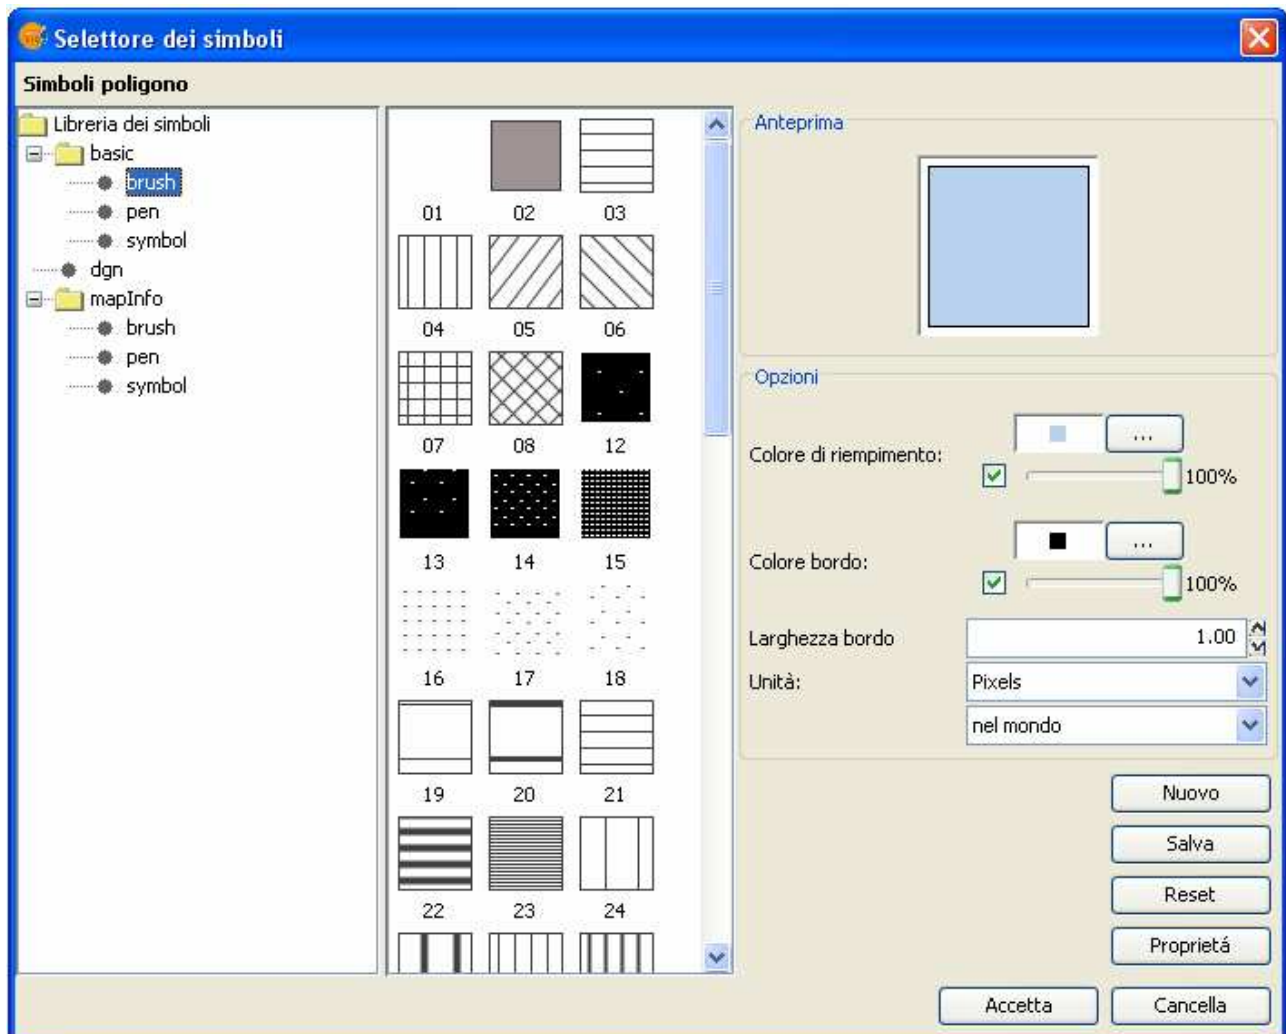 Selettore dei simboli
Simboli poligono
Libreria dei simboli
basic
brush
pen
symbol
dgn
mapInfo
brush
pen
symbol
01 02 03
04 05 06
07 08 12
13 14 15
16 17 18
19 20 21
22 23 24
Anteprima
Opzioni
Colore di riempimento:
...
100%
Colore bordo:
...
100%
Larghezza bordo 1.00
Unità: Pixels
nel mondo
Nuovo
Salva
Reset
Proprietá
Accetta Cancella